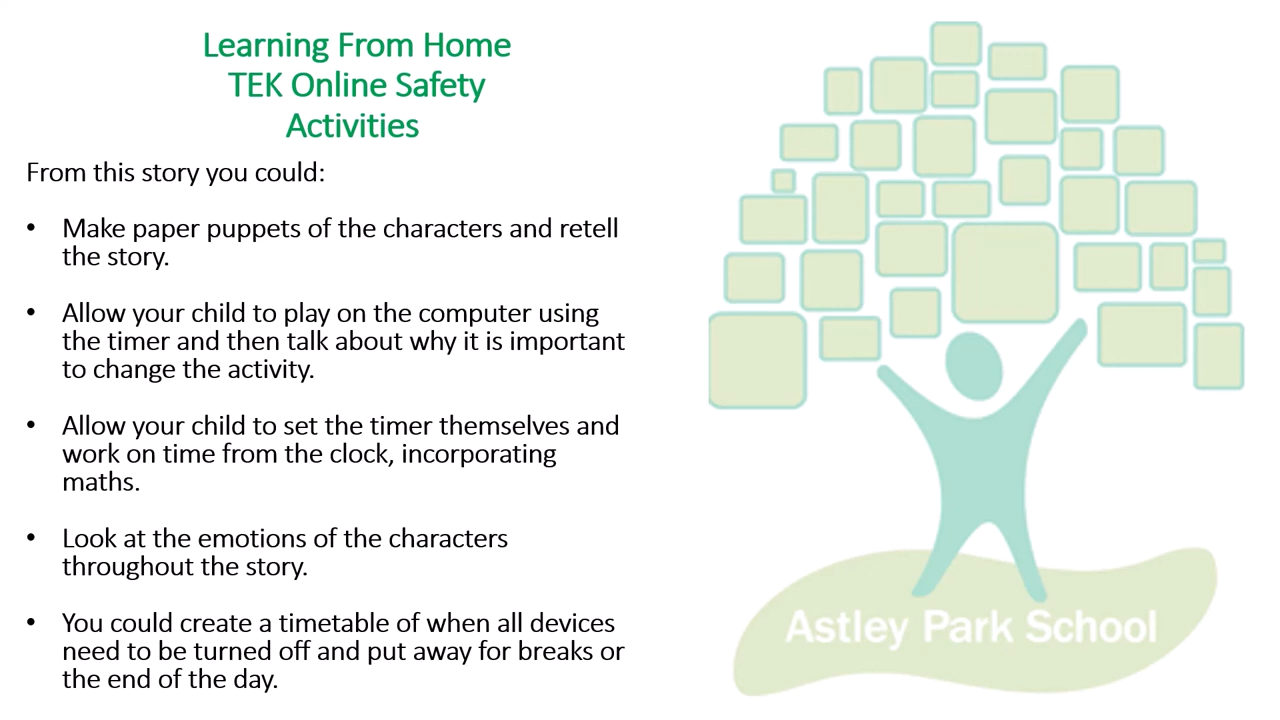 Learning From Home
TEK Online Safety
Activities
From this story you could:
• Make paper puppets of the characters and retell
the story.
• Allow your child to play on the computer using
the timer and then talk about why it is important
to change the activity.
• Allow your child to set the timer themselves and
work on time from the clock, incorporating
maths.
• Look at the emotions of the characters
throughout the story.
• You could create a timetable of when all devices
need to be turned off and put away for breaks or
the end of the day.
Astley Park School